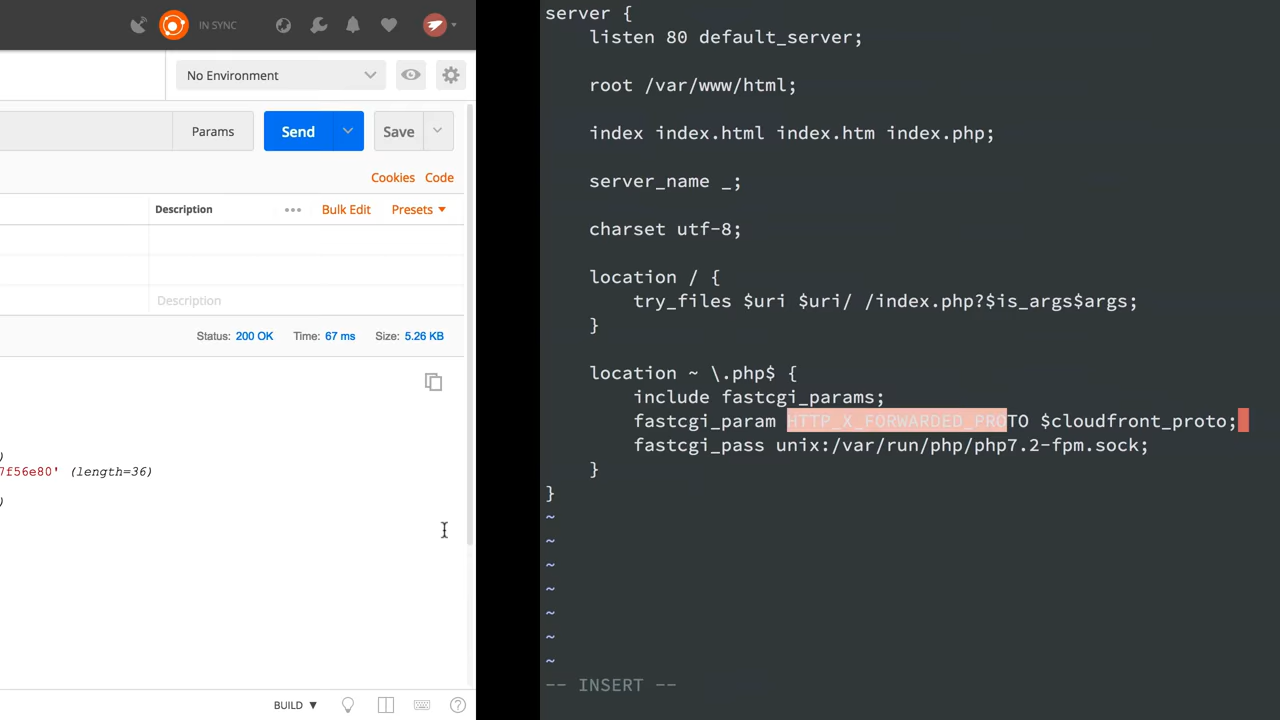 IN SYNC
No Environment
Params
Send
Save
Cookies
Code
Description
Bulk Edit
Presets
Description
Status: 200 OK
Time: 67 ms
Size: 5.26 KB
)
7f56e80' (length=36)
)
BUILD
server {
listen 80 default_server;
root /var/www/html;
index index.html index.htm index.php;
server_name _;
charset utf-8;
location / {
try_files $uri $uri/ /index.php?$is_args$args;
}
location ~ \.php$ {
include fastcgi_params;
fastcgi_param HTTP_X_FORWARDED_PROTO $cloudfront_proto;
fastcgi_pass unix:/var/run/php/php7.2-fpm.sock;
}
}
~
~
~
~
~
~
~
-- INSERT --